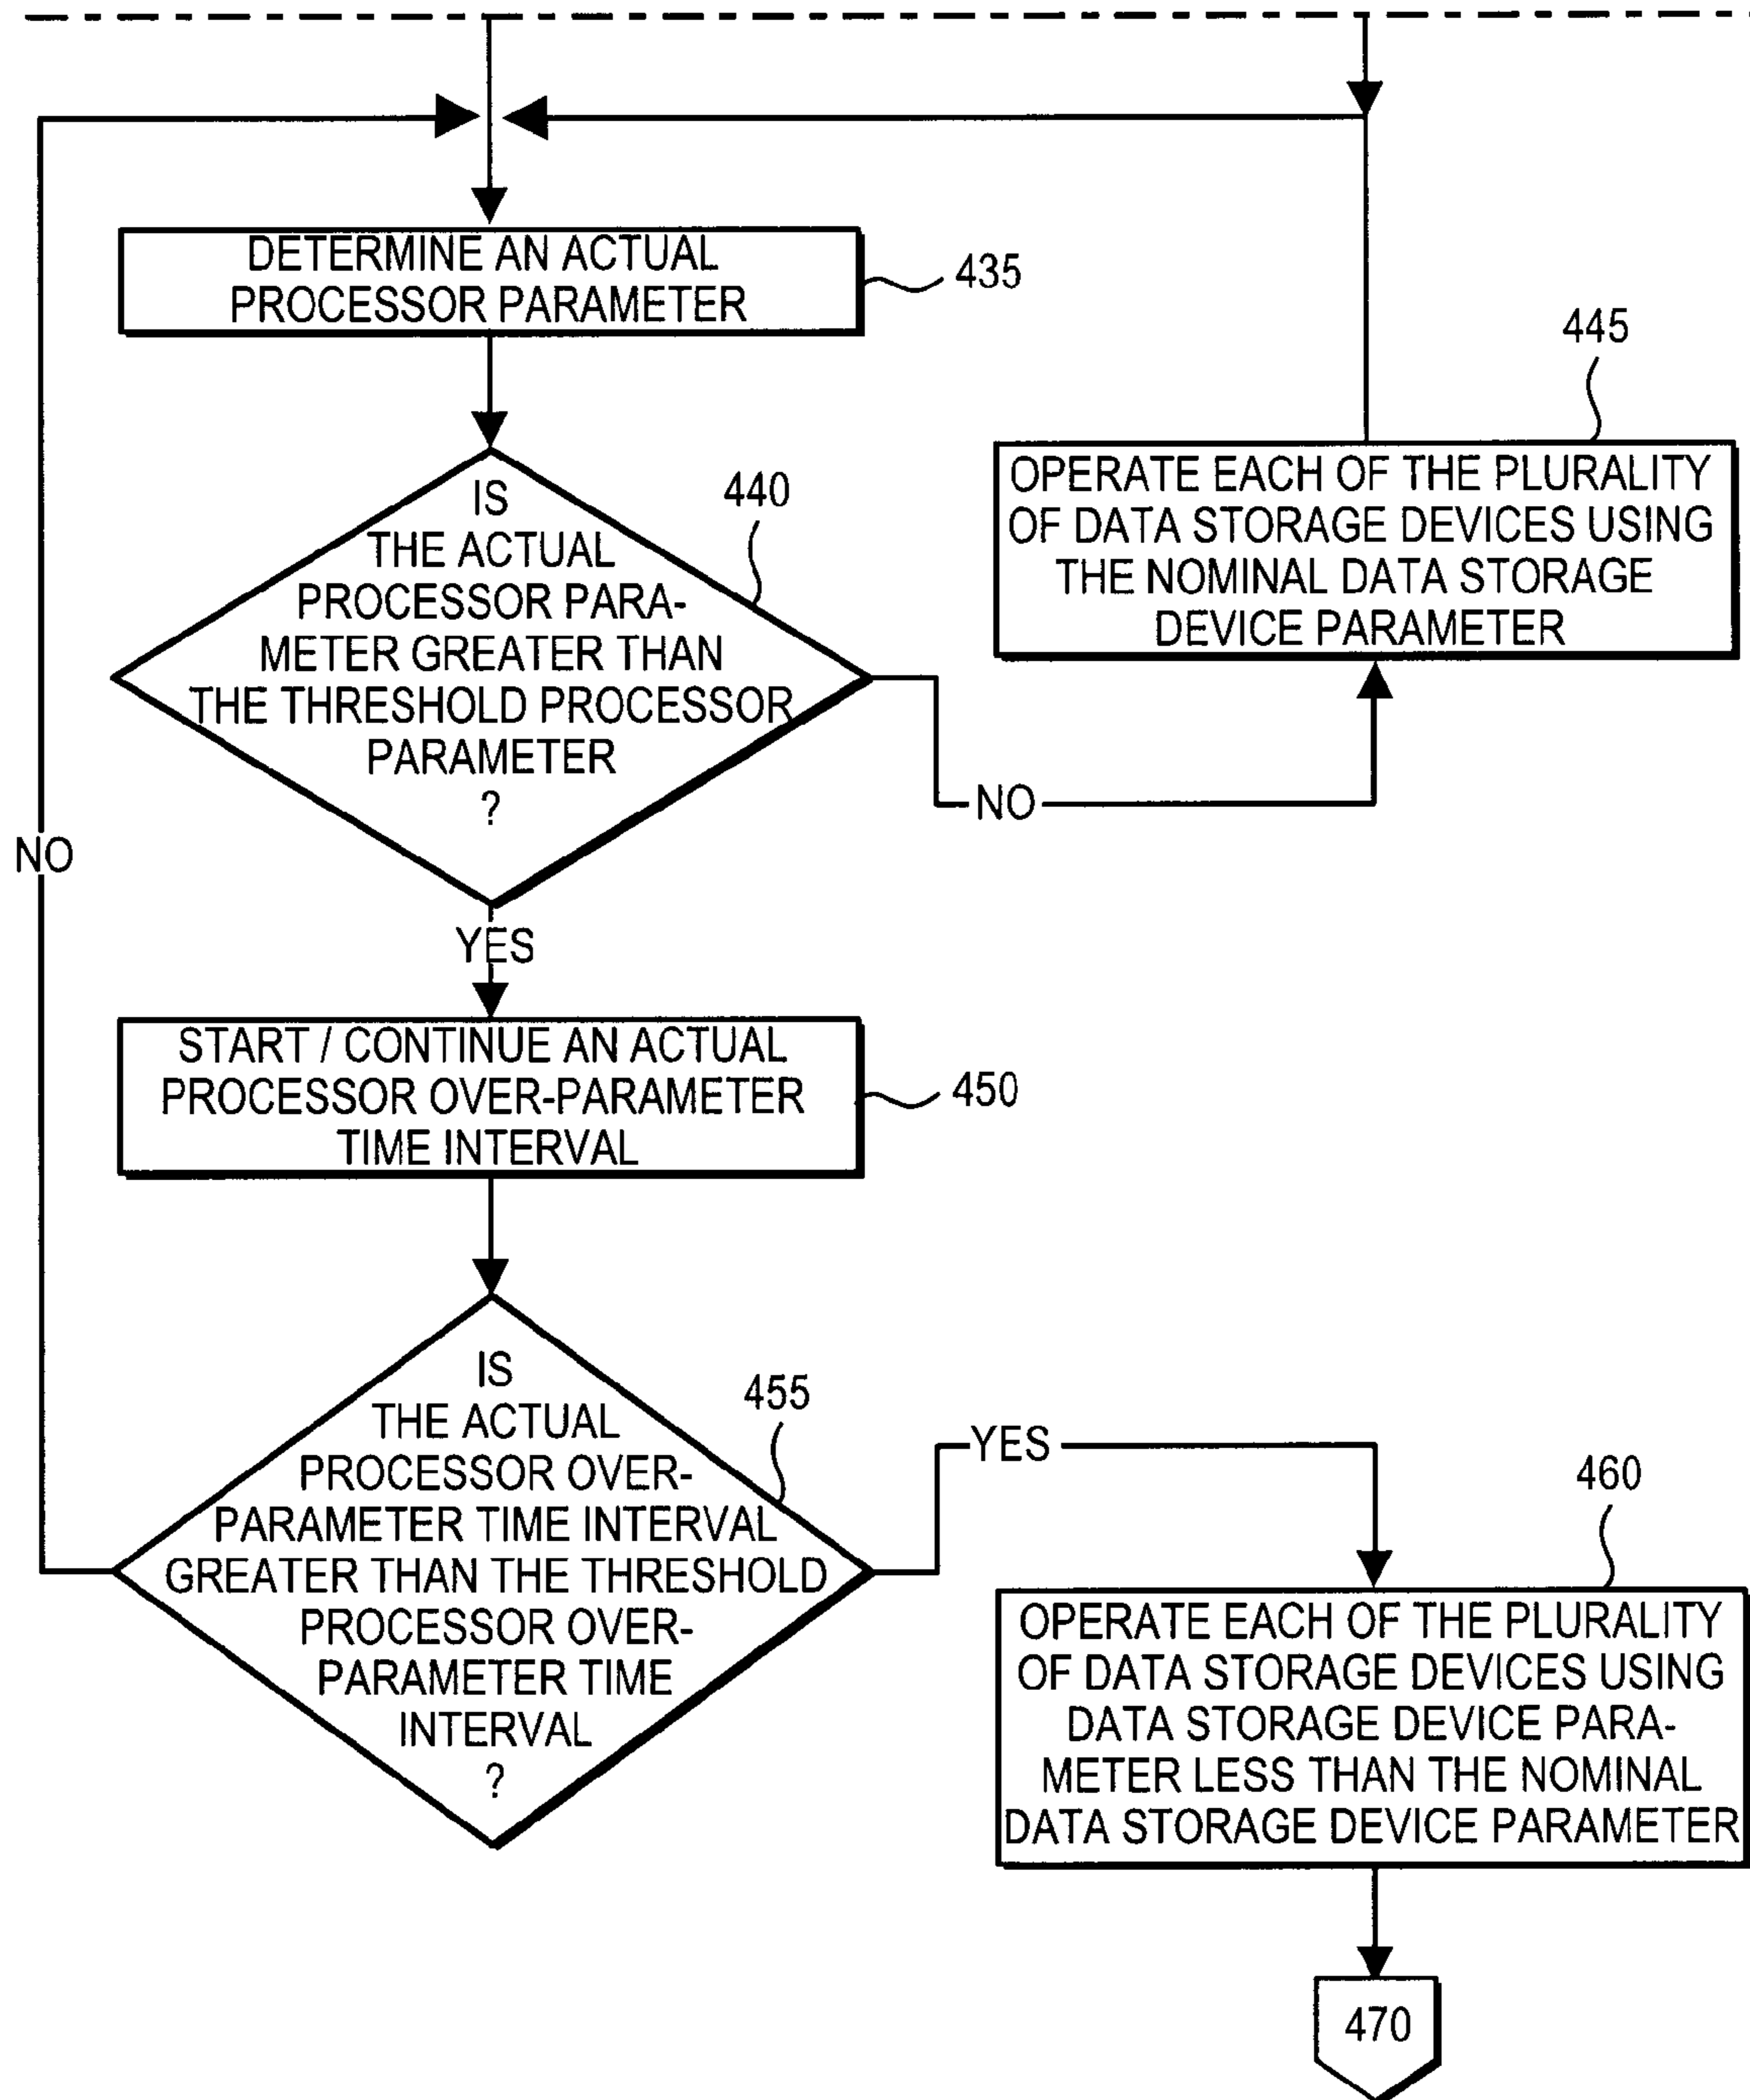 DETERMINE AN ACTUAL
PROCESSOR PARAMETER
435
IS
THE ACTUAL
PROCESSOR PARA-
METER GREATER THAN
THE THRESHOLD PROCESSOR
PARAMETER
?
440
445
OPERATE EACH OF THE PLURALITY
OF DATA STORAGE DEVICES USING
THE NOMINAL DATA STORAGE
DEVICE PARAMETER
NO
NO
YES
START / CONTINUE AN ACTUAL
PROCESSOR OVER-PARAMETER
TIME INTERVAL
450
IS
THE ACTUAL
PROCESSOR OVER-
PARAMETER TIME INTERVAL
GREATER THAN THE THRESHOLD
PROCESSOR OVER-
PARAMETER TIME
INTERVAL
?
455
YES
460
OPERATE EACH OF THE PLURALITY
OF DATA STORAGE DEVICES USING
DATA STORAGE DEVICE PARA-
METER LESS THAN THE NOMINAL
DATA STORAGE DEVICE PARAMETER
470